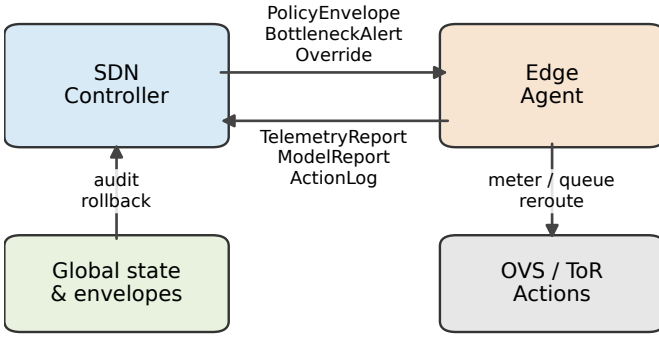 PolicyEnvelope
BottleneckAlert
Override
SDN
Controller
Edge
Agent
TelemetryReport
ModelReport
ActionLog
audit
rollback
meter / queue
reroute
Global state
& envelopes
OVS / ToR
Actions